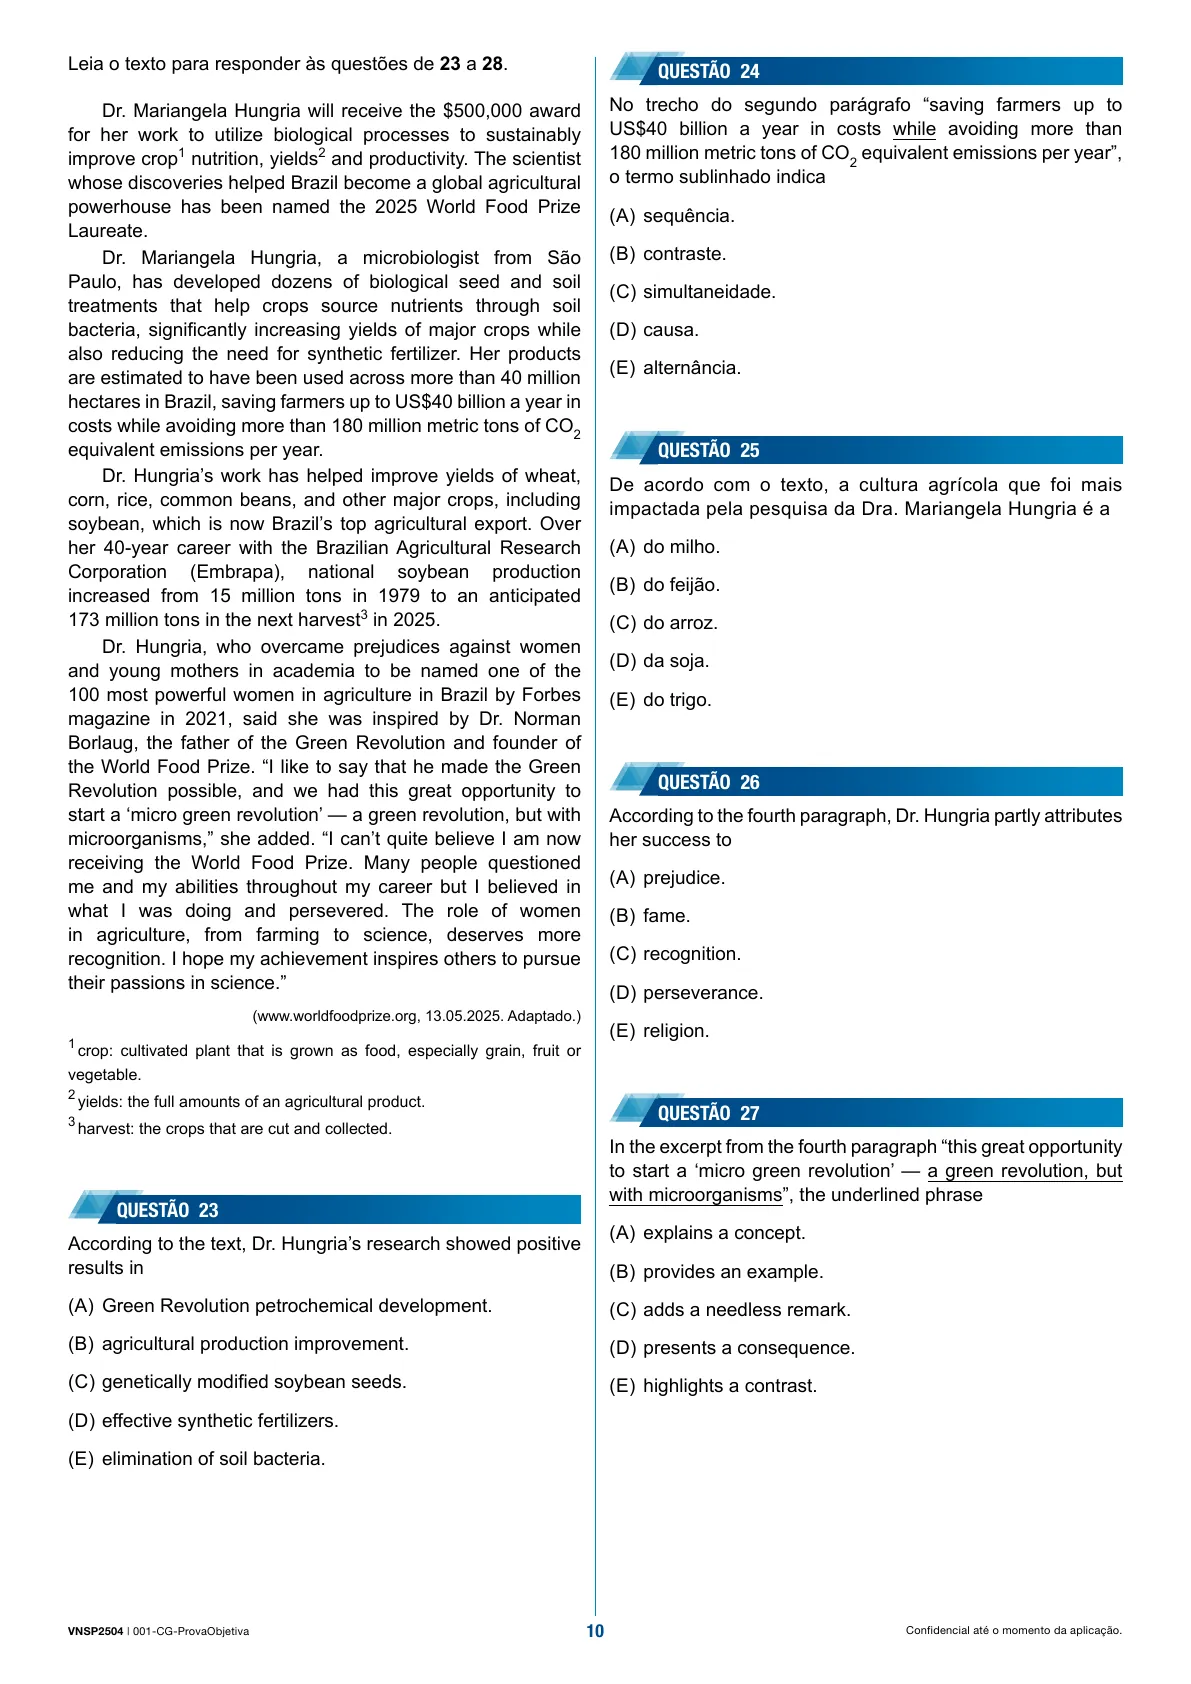 Leia o texto para responder às questões de 23 a 28.
Dr. Mariangela Hungria will receive the $500,000 award
for her work to utilize biological processes to sustainably
improve crop¹ nutrition, yields² and productivity. The scientist
whose discoveries helped Brazil become a global agricultural
powerhouse has been named the 2025 World Food Prize
Laureate.
Dr. Mariangela Hungria, a microbiologist from São
Paulo, has developed dozens of biological seed and soil
treatments that help crops source nutrients through soil
bacteria, significantly increasing yields of major crops while
also reducing the need for synthetic fertilizer. Her products
are estimated to have been used across more than 40 million
hectares in Brazil, saving farmers up to US$40 billion a year in
costs while avoiding more than 180 million metric tons of CO₂
equivalent emissions per year.
Dr. Hungria’s work has helped improve yields of wheat,
corn, rice, common beans, and other major crops, including
soybean, which is now Brazil’s top agricultural export. Over
her 40-year career with the Brazilian Agricultural Research
Corporation (Embrapa), national soybean production
increased from 15 million tons in 1979 to an anticipated
173 million tons in the next harvest³ in 2025.
Dr. Hungria, who overcame prejudices against women
and young mothers in academia to be named one of the
100 most powerful women in agriculture in Brazil by Forbes
magazine in 2021, said she was inspired by Dr. Norman
Borlaug, the father of the Green Revolution and founder of
the World Food Prize. “I like to say that he made the Green
Revolution possible, and we had this great opportunity to
start a ‘micro green revolution’ — a green revolution, but with
microorganisms,” she added. “I can’t quite believe I am now
receiving the World Food Prize. Many people questioned
me and my abilities throughout my career but I believed in
what I was doing and persevered. The role of women
in agriculture, from farming to science, deserves more
recognition. I hope my achievement inspires others to pursue
their passions in science.”
(www.worldfoodprize.org, 13.05.2025. Adaptado.)
¹ crop: cultivated plant that is grown as food, especially grain, fruit or
vegetable.
² yields: the full amounts of an agricultural product.
³ harvest: the crops that are cut and collected.
QUESTÃO 23
According to the text, Dr. Hungria’s research showed positive
results in
(A) Green Revolution petrochemical development.
(B) agricultural production improvement.
(C) genetically modified soybean seeds.
(D) effective synthetic fertilizers.
(E) elimination of soil bacteria.
QUESTÃO 24
No trecho do segundo parágrafo “saving farmers up to
US$40 billion a year in costs while avoiding more than
180 million metric tons of CO₂ equivalent emissions per year”,
o termo sublinhado indica
(A) sequência.
(B) contraste.
(C) simultaneidade.
(D) causa.
(E) alternância.
QUESTÃO 25
De acordo com o texto, a cultura agrícola que foi mais
impactada pela pesquisa da Dra. Mariangela Hungria é a
(A) do milho.
(B) do feijão.
(C) do arroz.
(D) da soja.
(E) do trigo.
QUESTÃO 26
According to the fourth paragraph, Dr. Hungria partly attributes
her success to
(A) prejudice.
(B) fame.
(C) recognition.
(D) perseverance.
(E) religion.
QUESTÃO 27
In the excerpt from the fourth paragraph “this great opportunity
to start a ‘micro green revolution’ — a green revolution, but
with microorganisms”, the underlined phrase
(A) explains a concept.
(B) provides an example.
(C) adds a needless remark.
(D) presents a consequence.
(E) highlights a contrast.
VNSP2504 | 001-CG-ProvaObjetiva
10
Confidencial até o momento da aplicação.